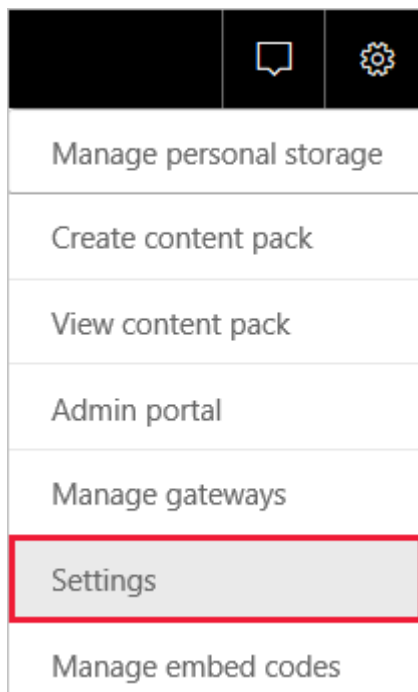 Manage personal storage
Create content pack
View content pack
Admin portal
Manage gateways
Settings
Manage embed codes